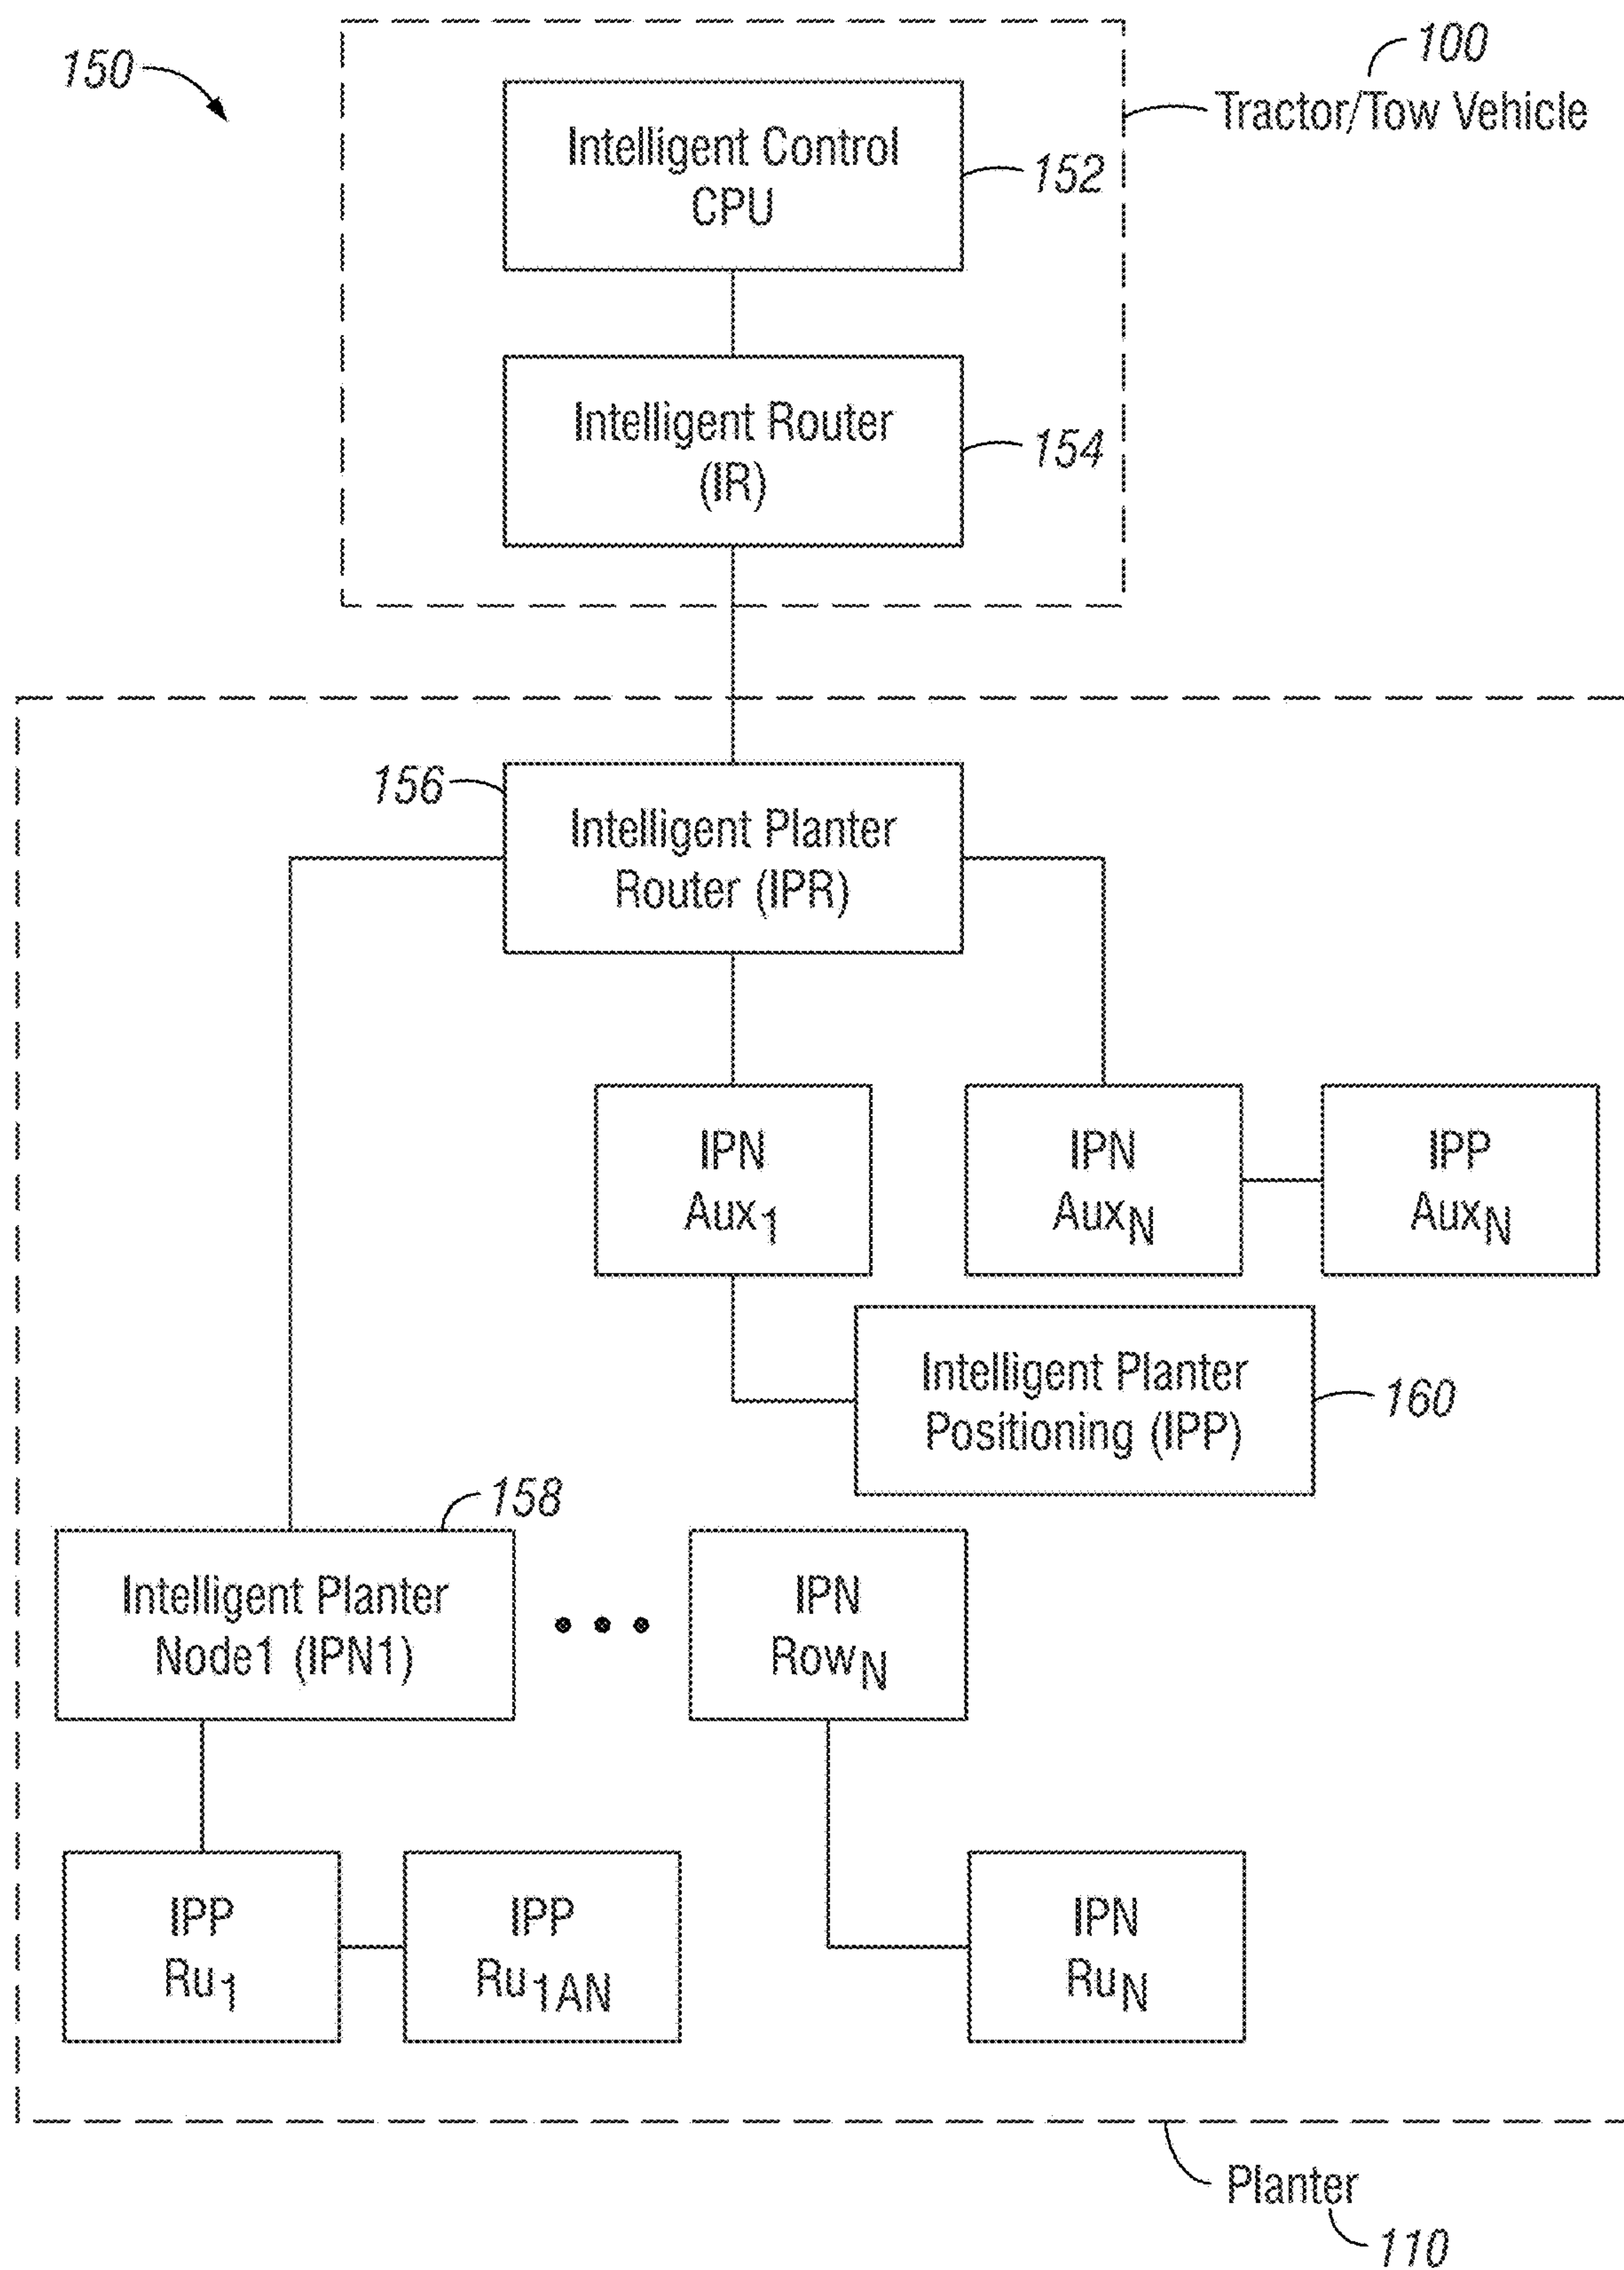 150
100
Tractor/Tow Vehicle
Intelligent Control
CPU
152
Intelligent Router
(IR)
154
156
Intelligent Planter
Router (IPR)
IPN
Aux1
IPN
AuxN
IPP
AuxN
Intelligent Planter
Positioning (IPP)
160
158
Intelligent Planter
Node1 (IPN1)
IPN
RowN
IPP
Ru1
IPP
Ru1AN
IPN
RuN
Planter
110